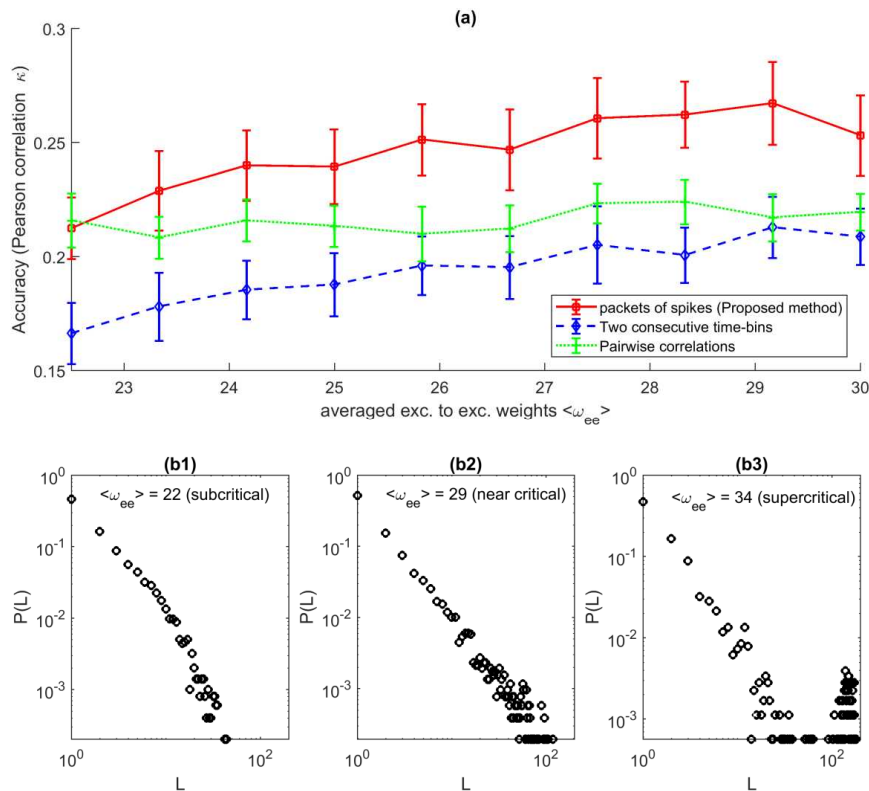 (a)
0.3
0.25
0.2
0.15
Accuracy (Pearson correlation κ)
packets of spikes (Proposed method)
Two consecutive time-bins
Pairwise correlations
23 24 25 26 27 28 29 30
averaged exc. to exc. weights <ω_ee>
(b1)
<ω_ee> = 22 (subcritical)
10^0
10^-1
10^-2
10^-3
P(L)
10^0 10^2
L
(b2)
<ω_ee> = 29 (near critical)
10^0
10^-1
10^-2
10^-3
P(L)
10^0 10^2
L
(b3)
<ω_ee> = 34 (supercritical)
10^0
10^-1
10^-2
10^-3
P(L)
10^0 10^2
L